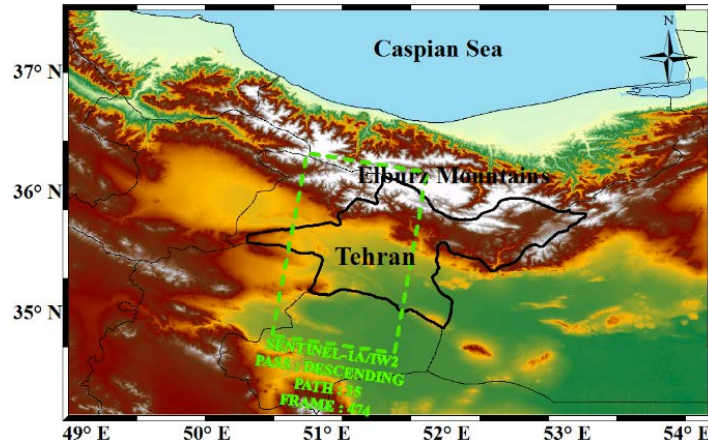 N
Caspian Sea
37° N
36° N
Elburz Mountains
Tehran
35° N
SENTINEL-1A/IW2
PASS : DESCENDING
PATH : 35
FRAME : 474
49° E 50° E 51° E 52° E 53° E 54° E